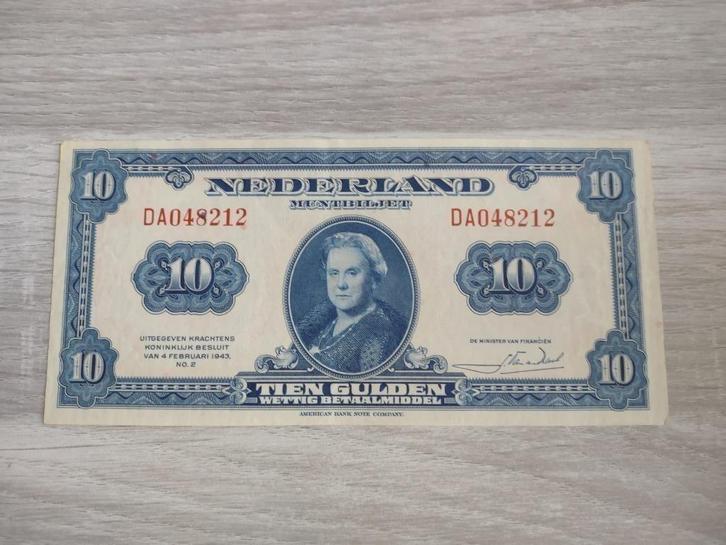 10 10
NEDERLAND
MUNTBILJET
DA048212 DA048212
10 10
UITGEGEVEN KRACHTENS
KONINKLIJK BESLUIT
VAN 4 FEBRUARI 1943,
NO. 2
DE MINISTER VAN FINANCIËN
10 10
TIEN GULDEN
WETTIG BETAALMIDDEL
AMERICAN BANK NOTE COMPANY.